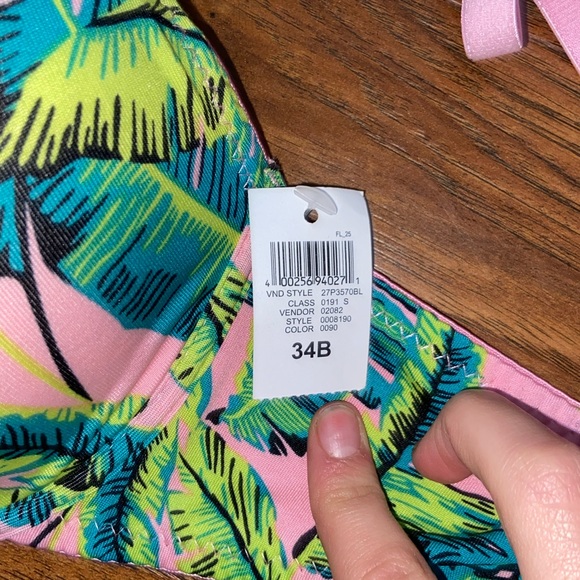 FL_25
4 00256 94027 1
VND STYLE 27P3570BL
CLASS 0191 S
VENDOR 02082
STYLE 0008190
COLOR 0090
34B